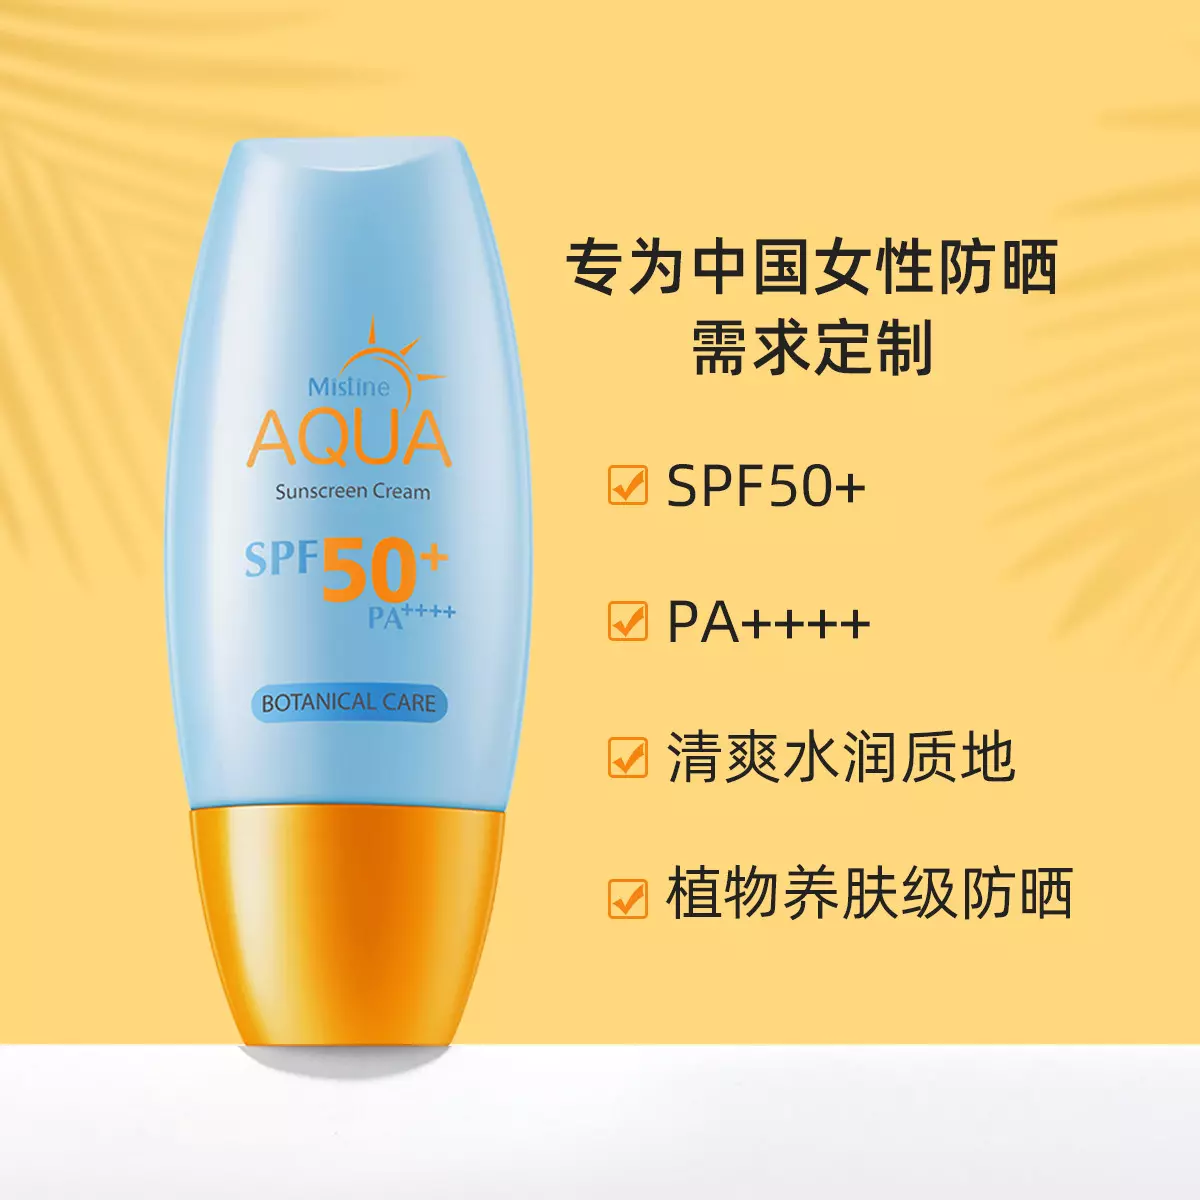 Mistine
AQUA
Sunscreen Cream
SPF50+
PA++++
BOTANICAL CARE
专为中国女性防晒
需求定制
SPF50+
PA++++
清爽水润质地
植物养肤级防晒